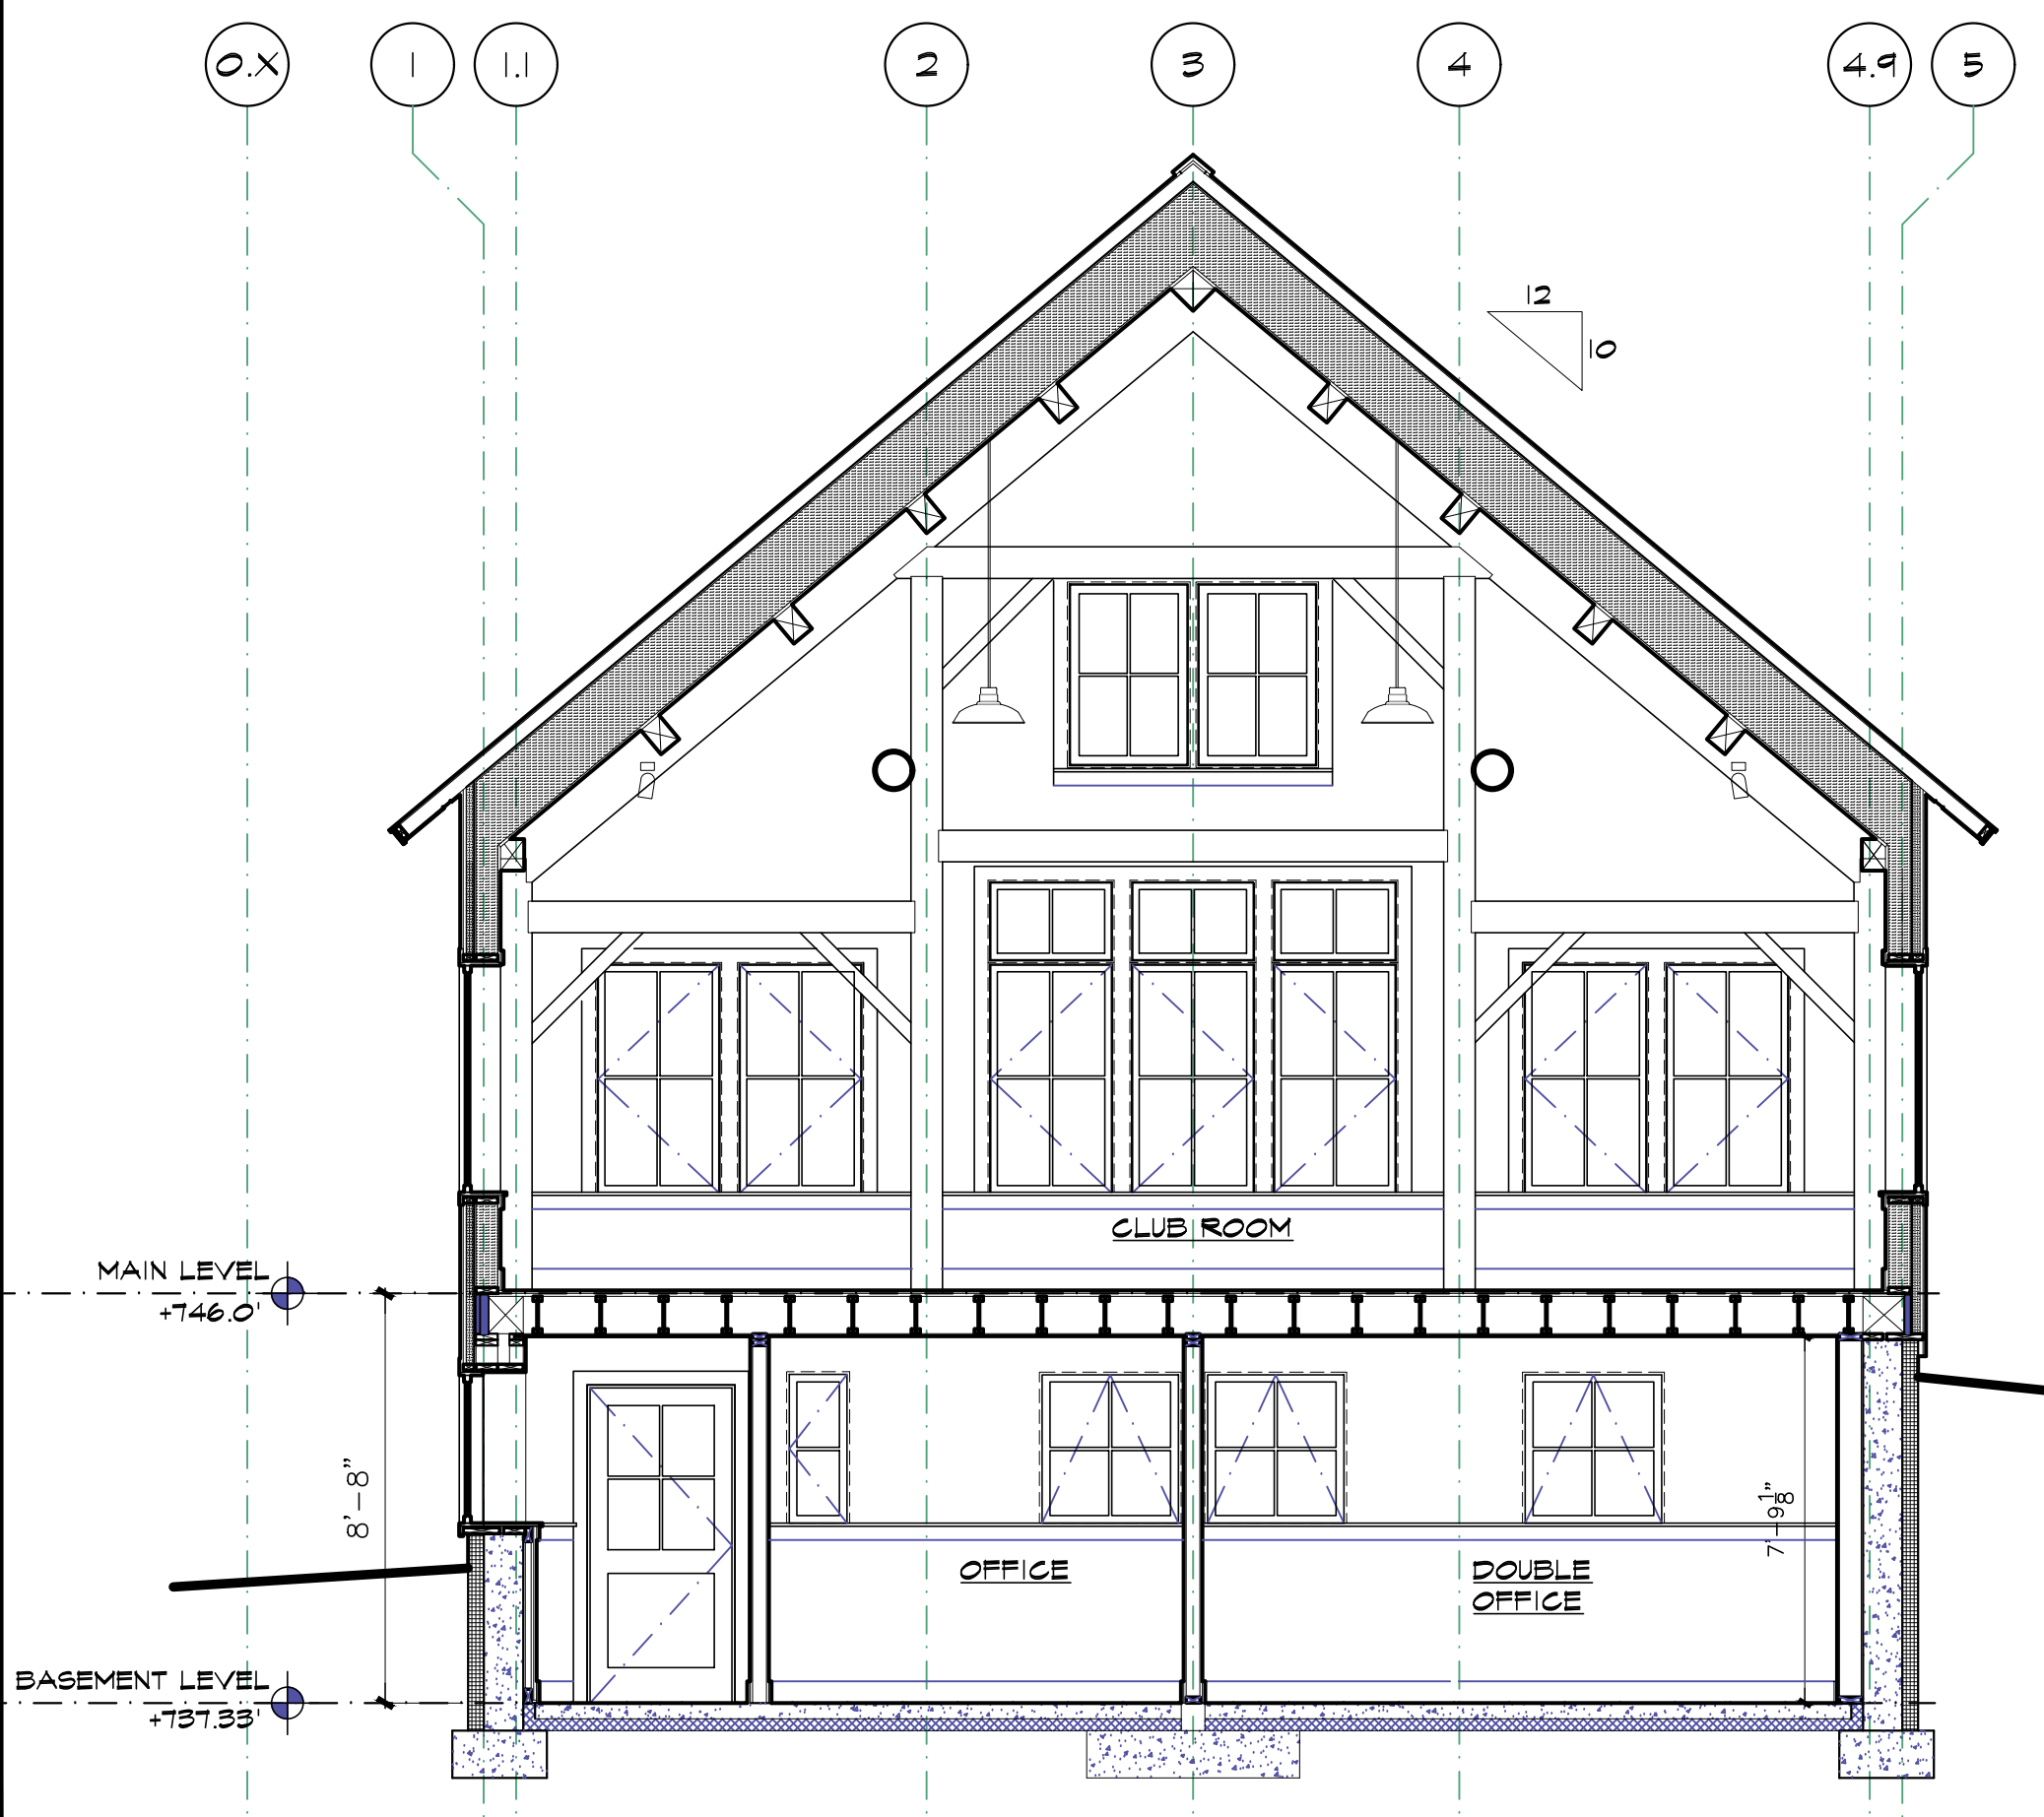 0.X 1 1.1 2 3 4 4.9 5
12
10
CLUB ROOM
MAIN LEVEL
+746.0'
8'-8"
7'-9 1/8"
OFFICE
DOUBLE
OFFICE
BASEMENT LEVEL
+737.33'